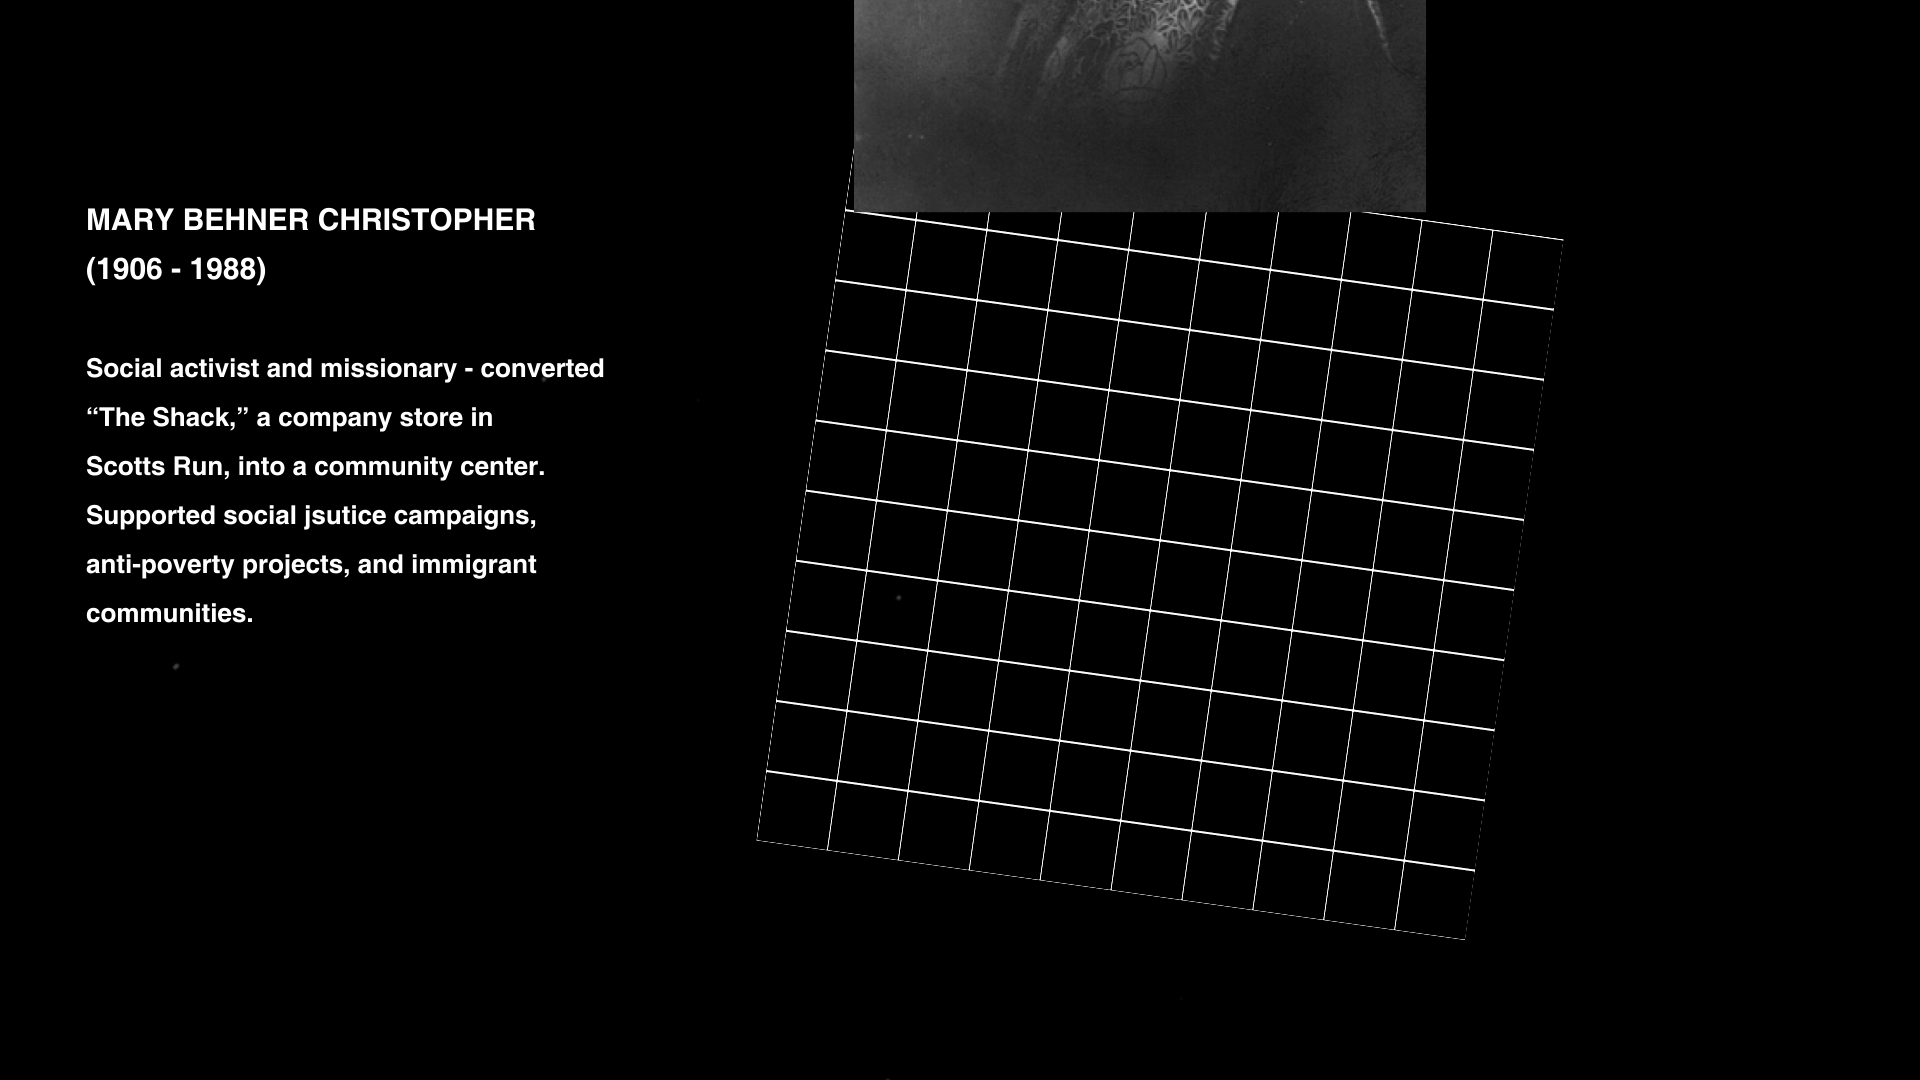 MARY BEHNER CHRISTOPHER
(1906 - 1988)
Social activist and missionary - converted
“The Shack,” a company store in
Scotts Run, into a community center.
Supported social jsutice campaigns,
anti-poverty projects, and immigrant
communities.